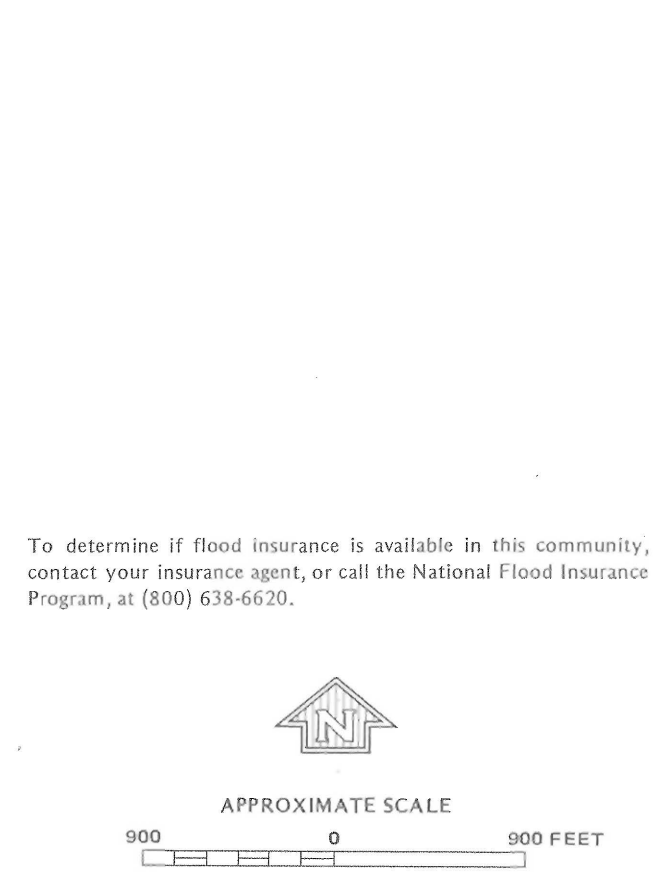 To determine if flood insurance is available in this community,
contact your insurance agent, or call the National Flood Insurance
Program, at (800) 638-6620.
N
APPROXIMATE SCALE
900 0 900 FEET